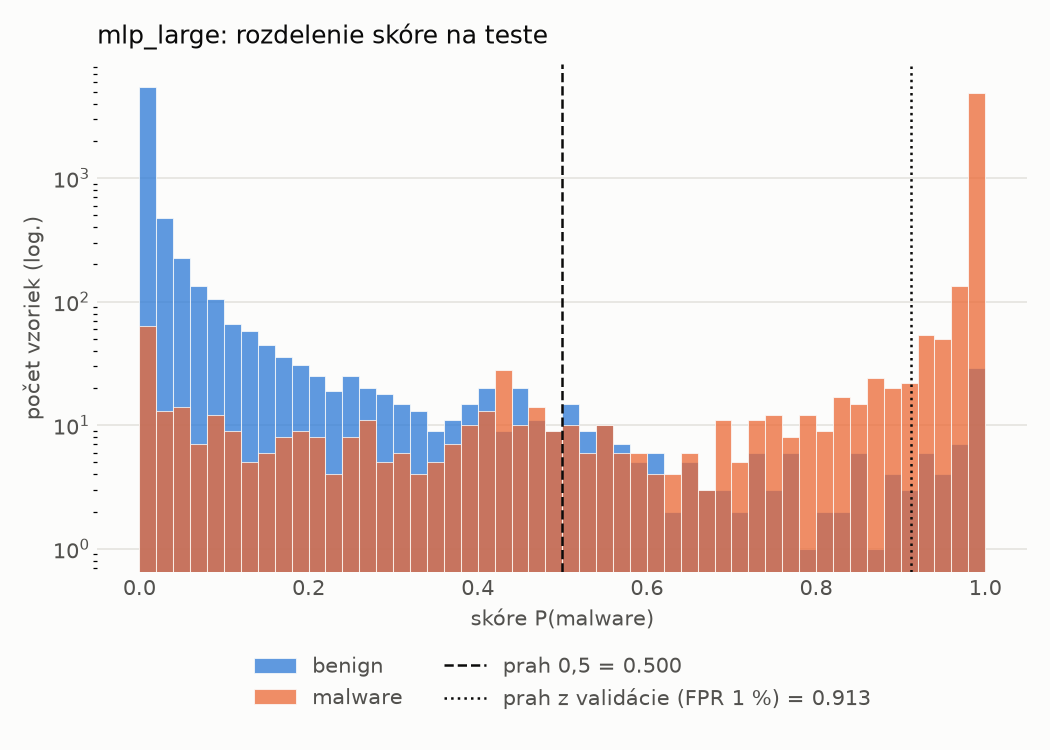 mlp_large: rozdelenie skóre na teste
počet vzoriek (log.)
10³
10²
10¹
10⁰
0.0 0.2 0.4 0.6 0.8 1.0
skóre P(malware)
benign
malware
prah 0,5 = 0.500
prah z validácie (FPR 1 %) = 0.913